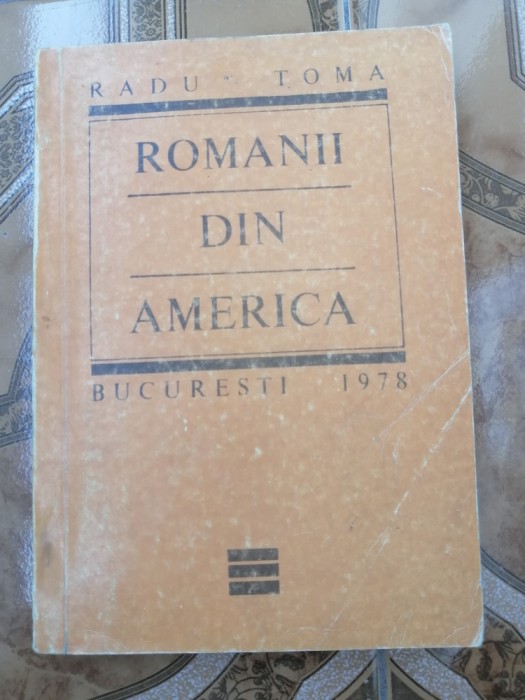 RADU TOMA
ROMANII
DIN
AMERICA
BUCURESTI 1978